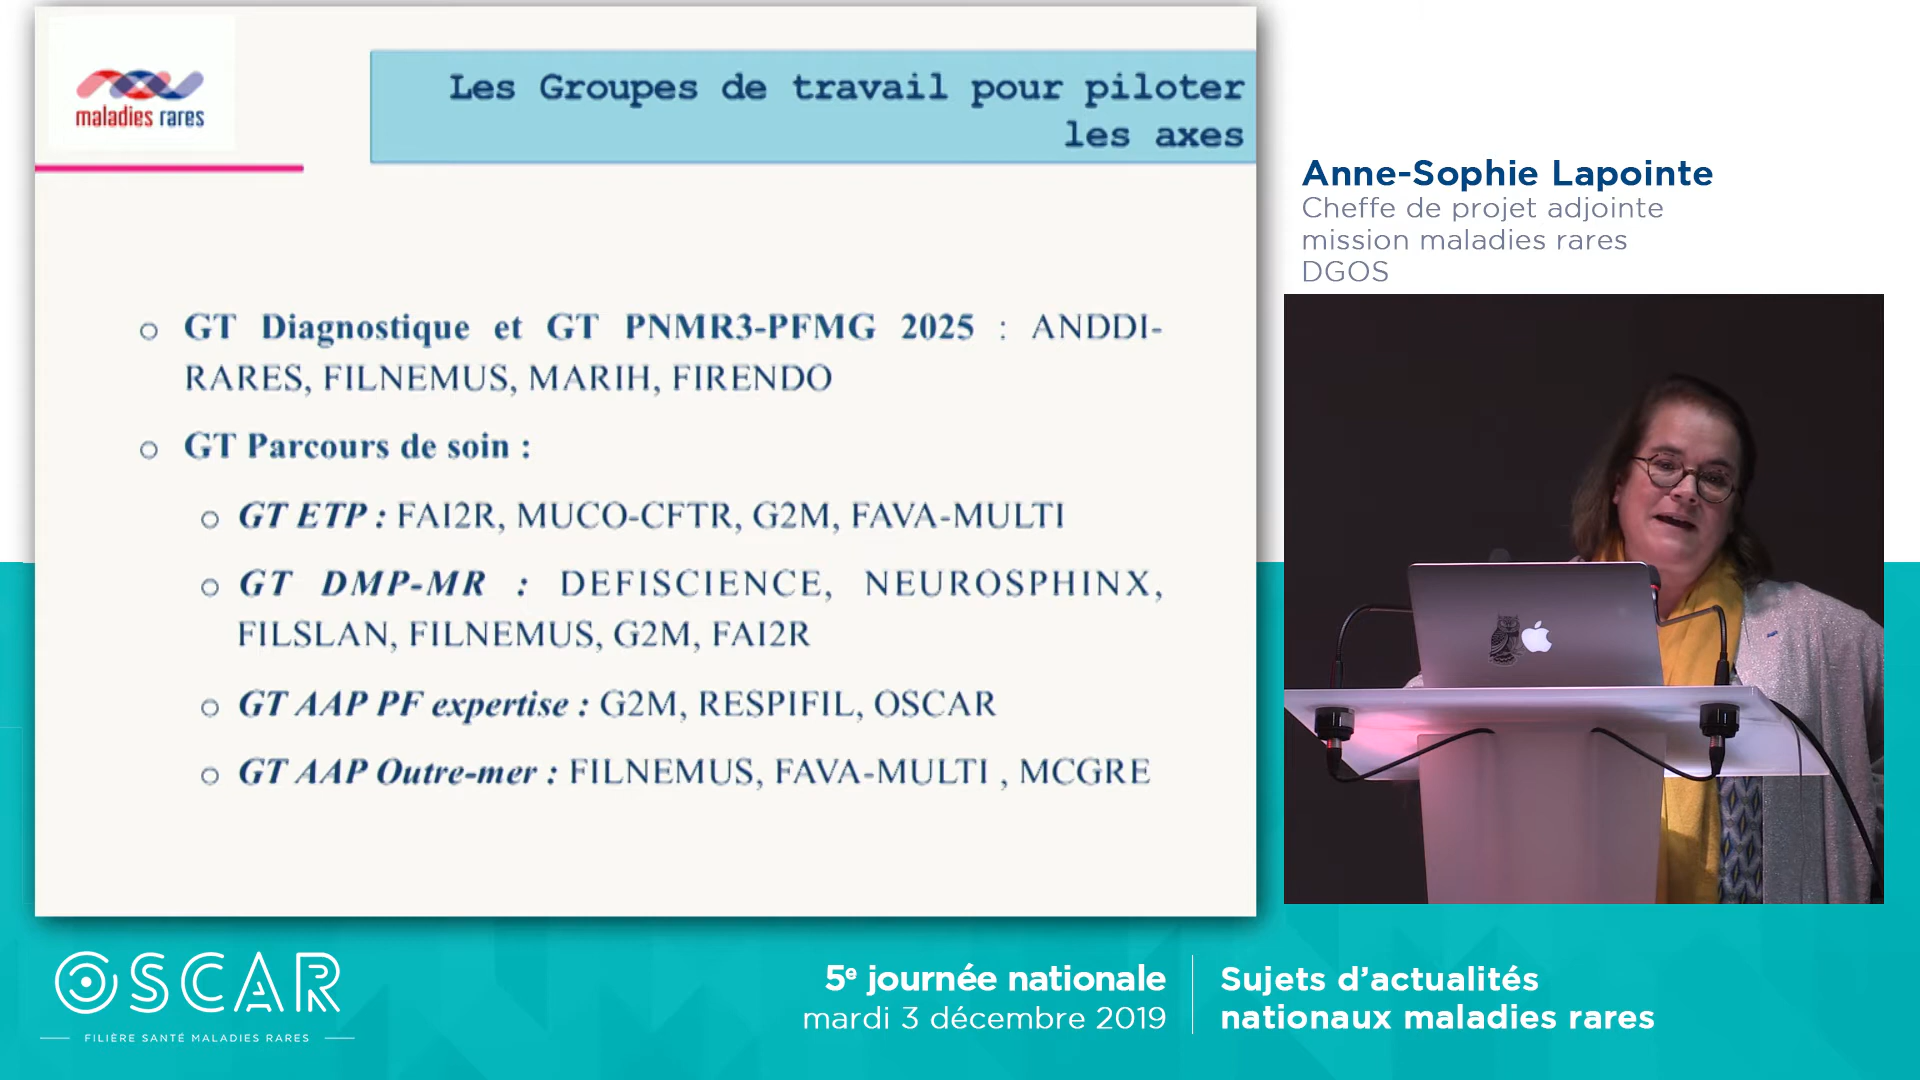 maladies rares
Les Groupes de travail pour piloter
les axes
GT Diagnostique et GT PNMR3-PFMG 2025 : ANDDI-
RARES, FILNEMUS, MARIH, FIRENDO
GT Parcours de soin :
GT ETP : FAI2R, MUCO-CFTR, G2M, FAVA-MULTI
GT DMP-MR : DEFISCIENCE, NEUROSPHINX,
FILSLAN, FILNEMUS, G2M, FAI2R
GT AAP PF expertise : G2M, RESPIFIL, OSCAR
GT AAP Outre-mer : FILNEMUS, FAVA-MULTI , MCGRE
Anne-Sophie Lapointe
Cheffe de projet adjointe
mission maladies rares
DGOS
OSCAR
FILIÈRE SANTÉ MALADIES RARES
5e journée nationale
mardi 3 décembre 2019
Sujets d'actualités
nationaux maladies rares